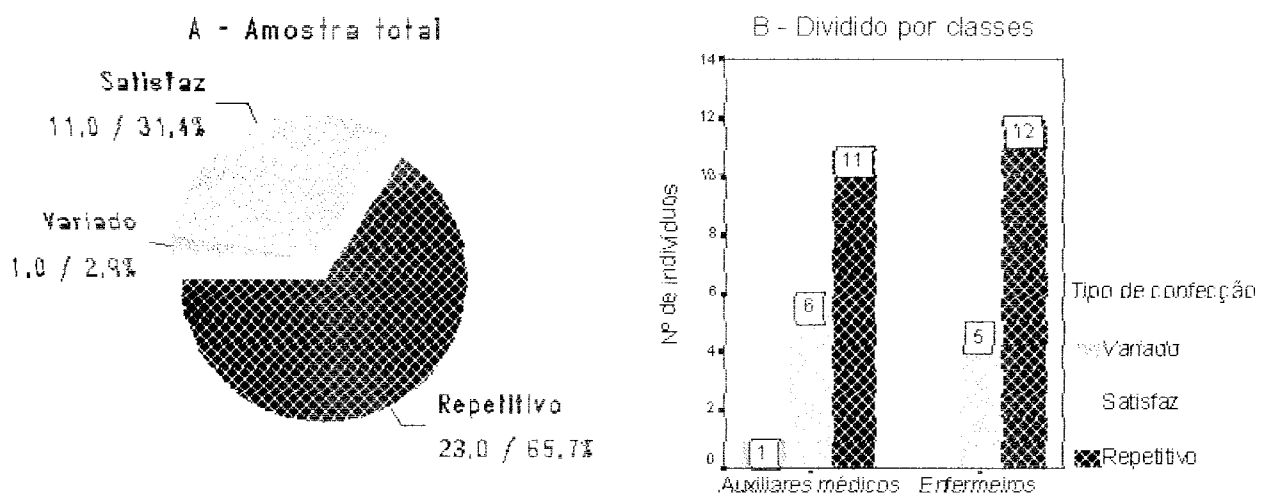 A - Amostra total
Satisfaz
11,0 / 31,4%
Variado
1,0 / 2,9%
Repetitivo
23,0 / 65,7%
B - Dividido por classes
Nº de indivíduos
14
12
10
8
6
4
2
0
1
6
11
5
12
Auxiliares médicos
Enfermeiros
Tipo de confecção
Variado
Satisfaz
Repetitivo